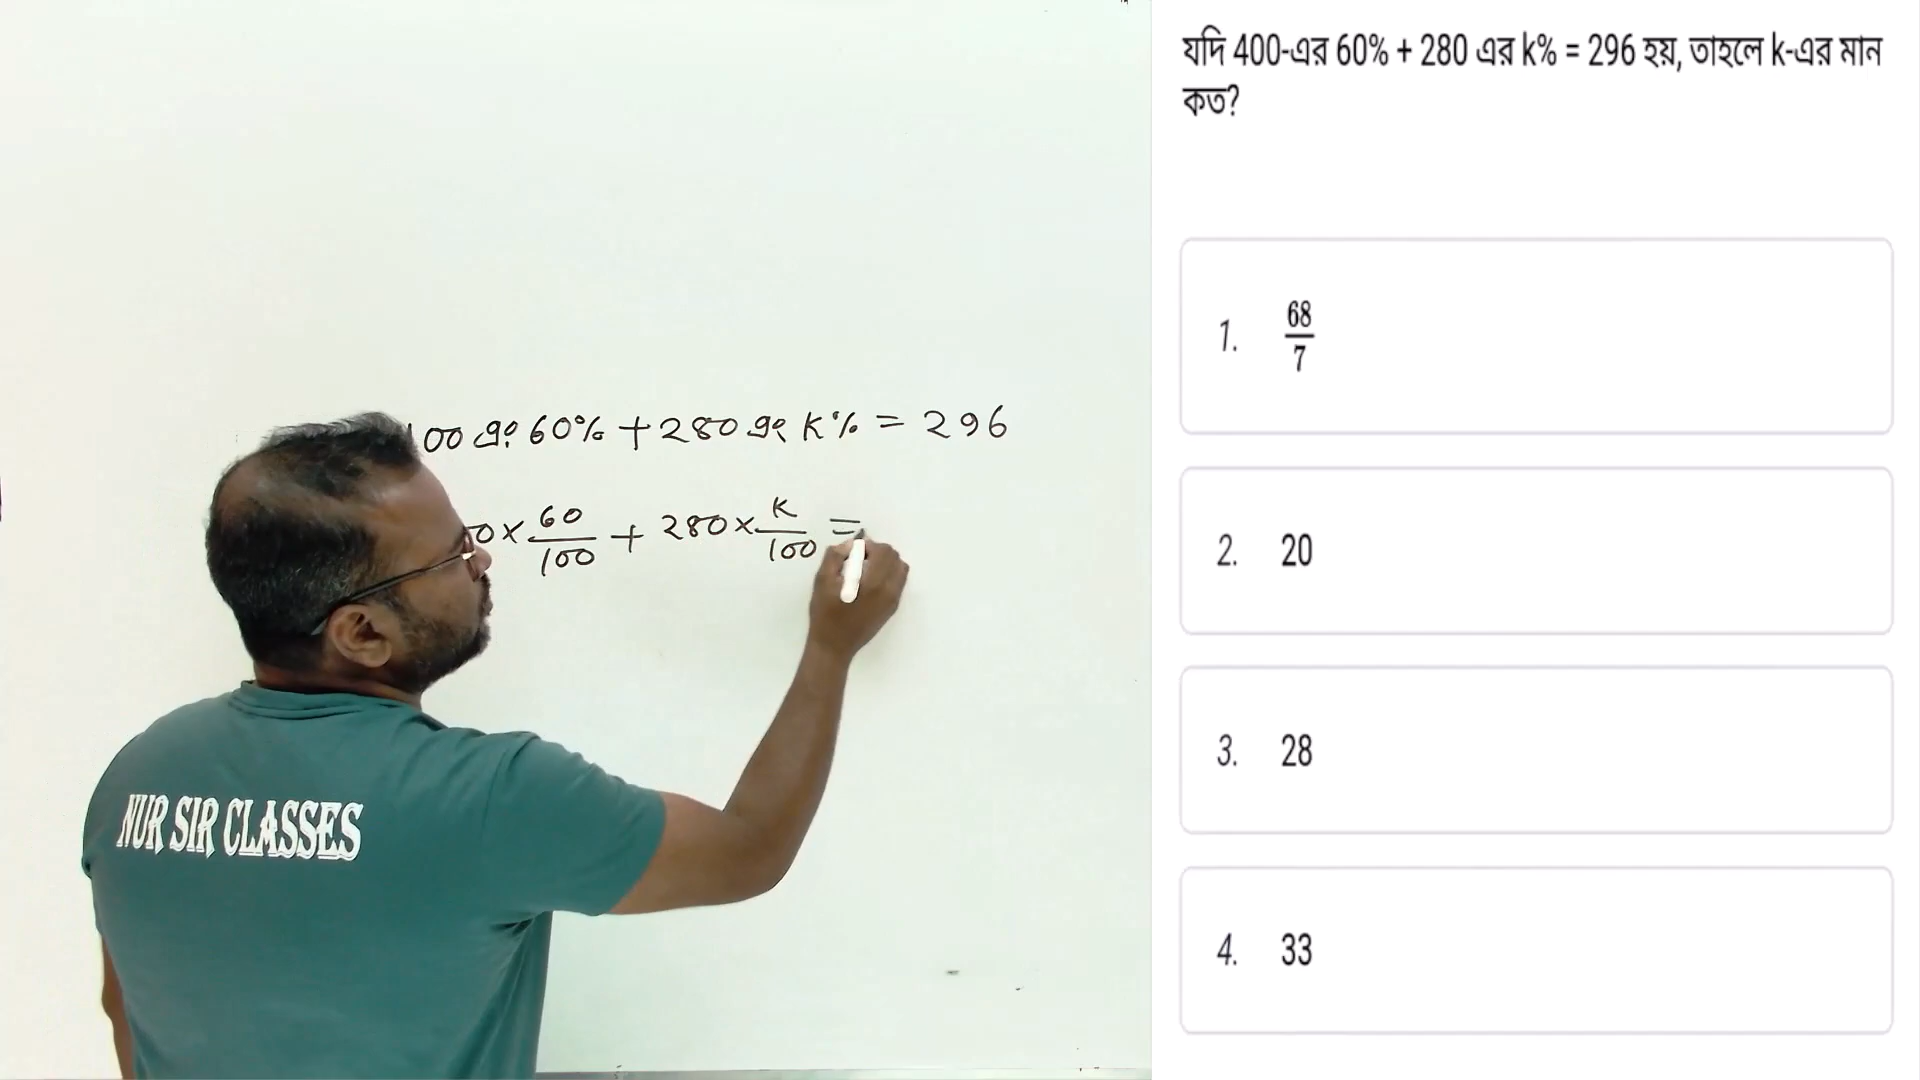 যদি 400-এর 60% + 280 এর k% = 296 হয়, তাহলে k-এর মান
কত?
00 এর 60% + 280 এর K% = 296
0 × 60/100 + 280 × K/100 =
NUR SIR CLASSES
1. 68/7
2. 20
3. 28
4. 33